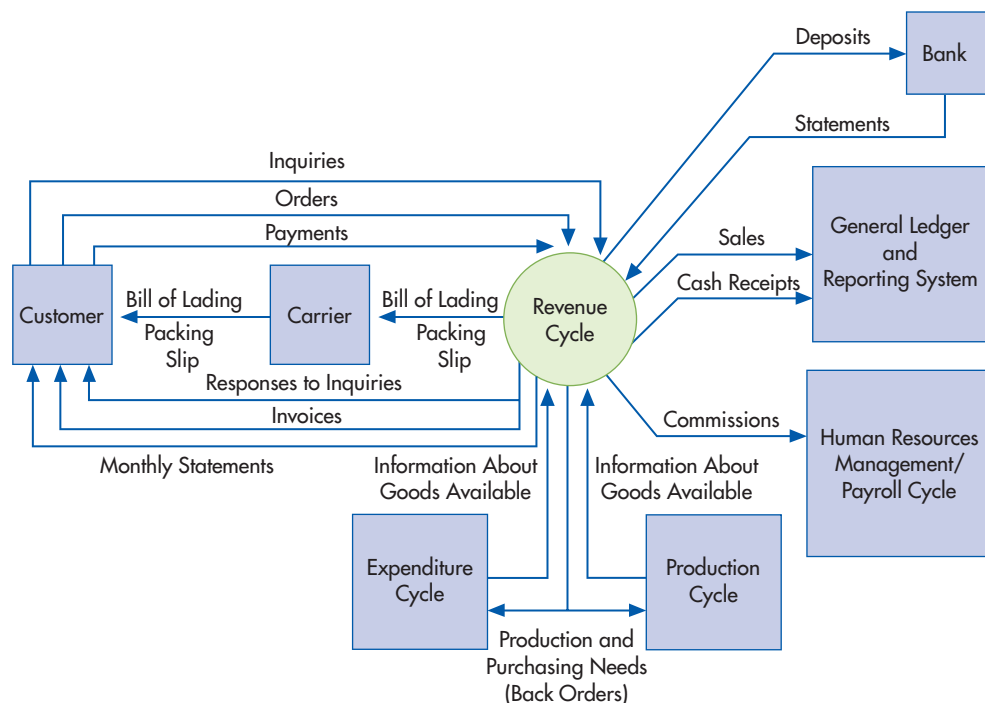 Deposits
Bank
Statements
Inquiries
Orders
Payments
Sales
General Ledger
and
Reporting System
Cash Receipts
Customer
Bill of Lading
Packing
Slip
Carrier
Bill of Lading
Packing
Slip
Revenue
Cycle
Responses to Inquiries
Invoices
Monthly Statements
Commissions
Human Resources
Management/
Payroll Cycle
Information About
Goods Available
Information About
Goods Available
Expenditure
Cycle
Production
Cycle
Production and
Purchasing Needs
(Back Orders)